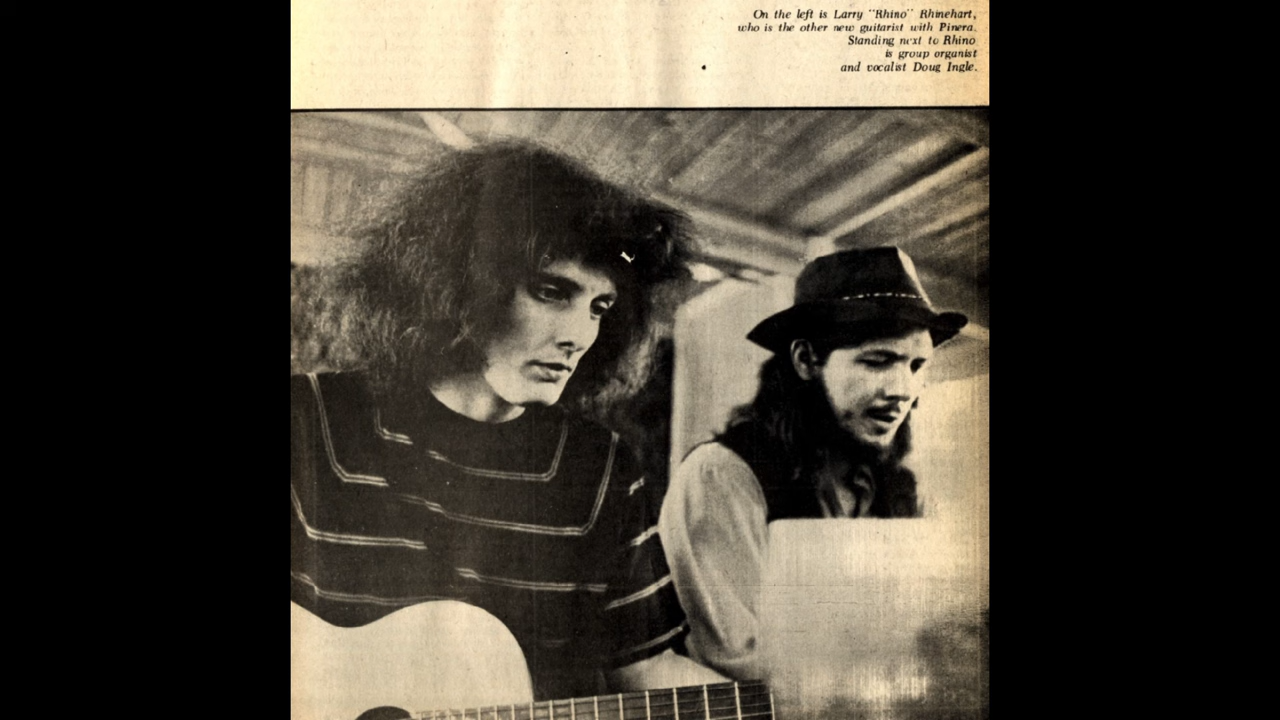 On the left is Larry "Rhino" Rhinehart,
who is the other new guitarist with Pinera.
Standing next to Rhino
is group organist
and vocalist Doug Ingle.